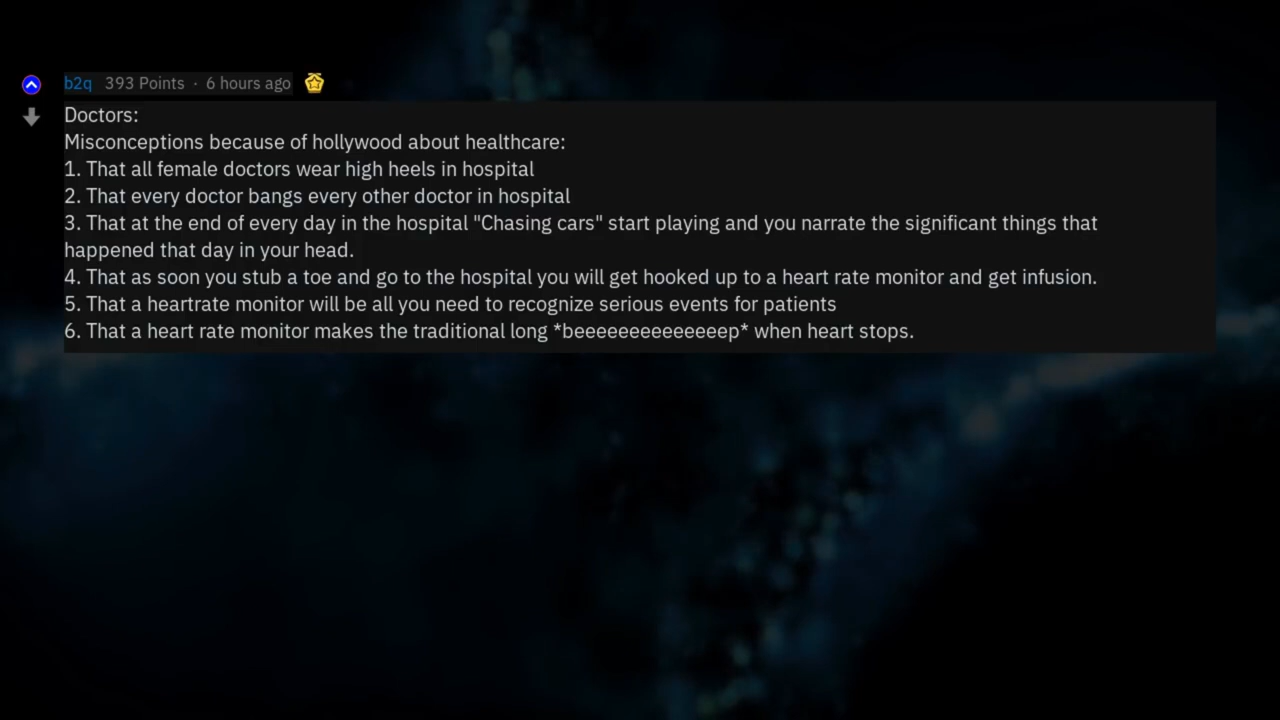 b2q 393 Points · 6 hours ago
Doctors:
Misconceptions because of hollywood about healthcare:
1. That all female doctors wear high heels in hospital
2. That every doctor bangs every other doctor in hospital
3. That at the end of every day in the hospital "Chasing cars" start playing and you narrate the significant things that
happened that day in your head.
4. That as soon you stub a toe and go to the hospital you will get hooked up to a heart rate monitor and get infusion.
5. That a heartrate monitor will be all you need to recognize serious events for patients
6. That a heart rate monitor makes the traditional long *beeeeeeeeeeeeeep* when heart stops.